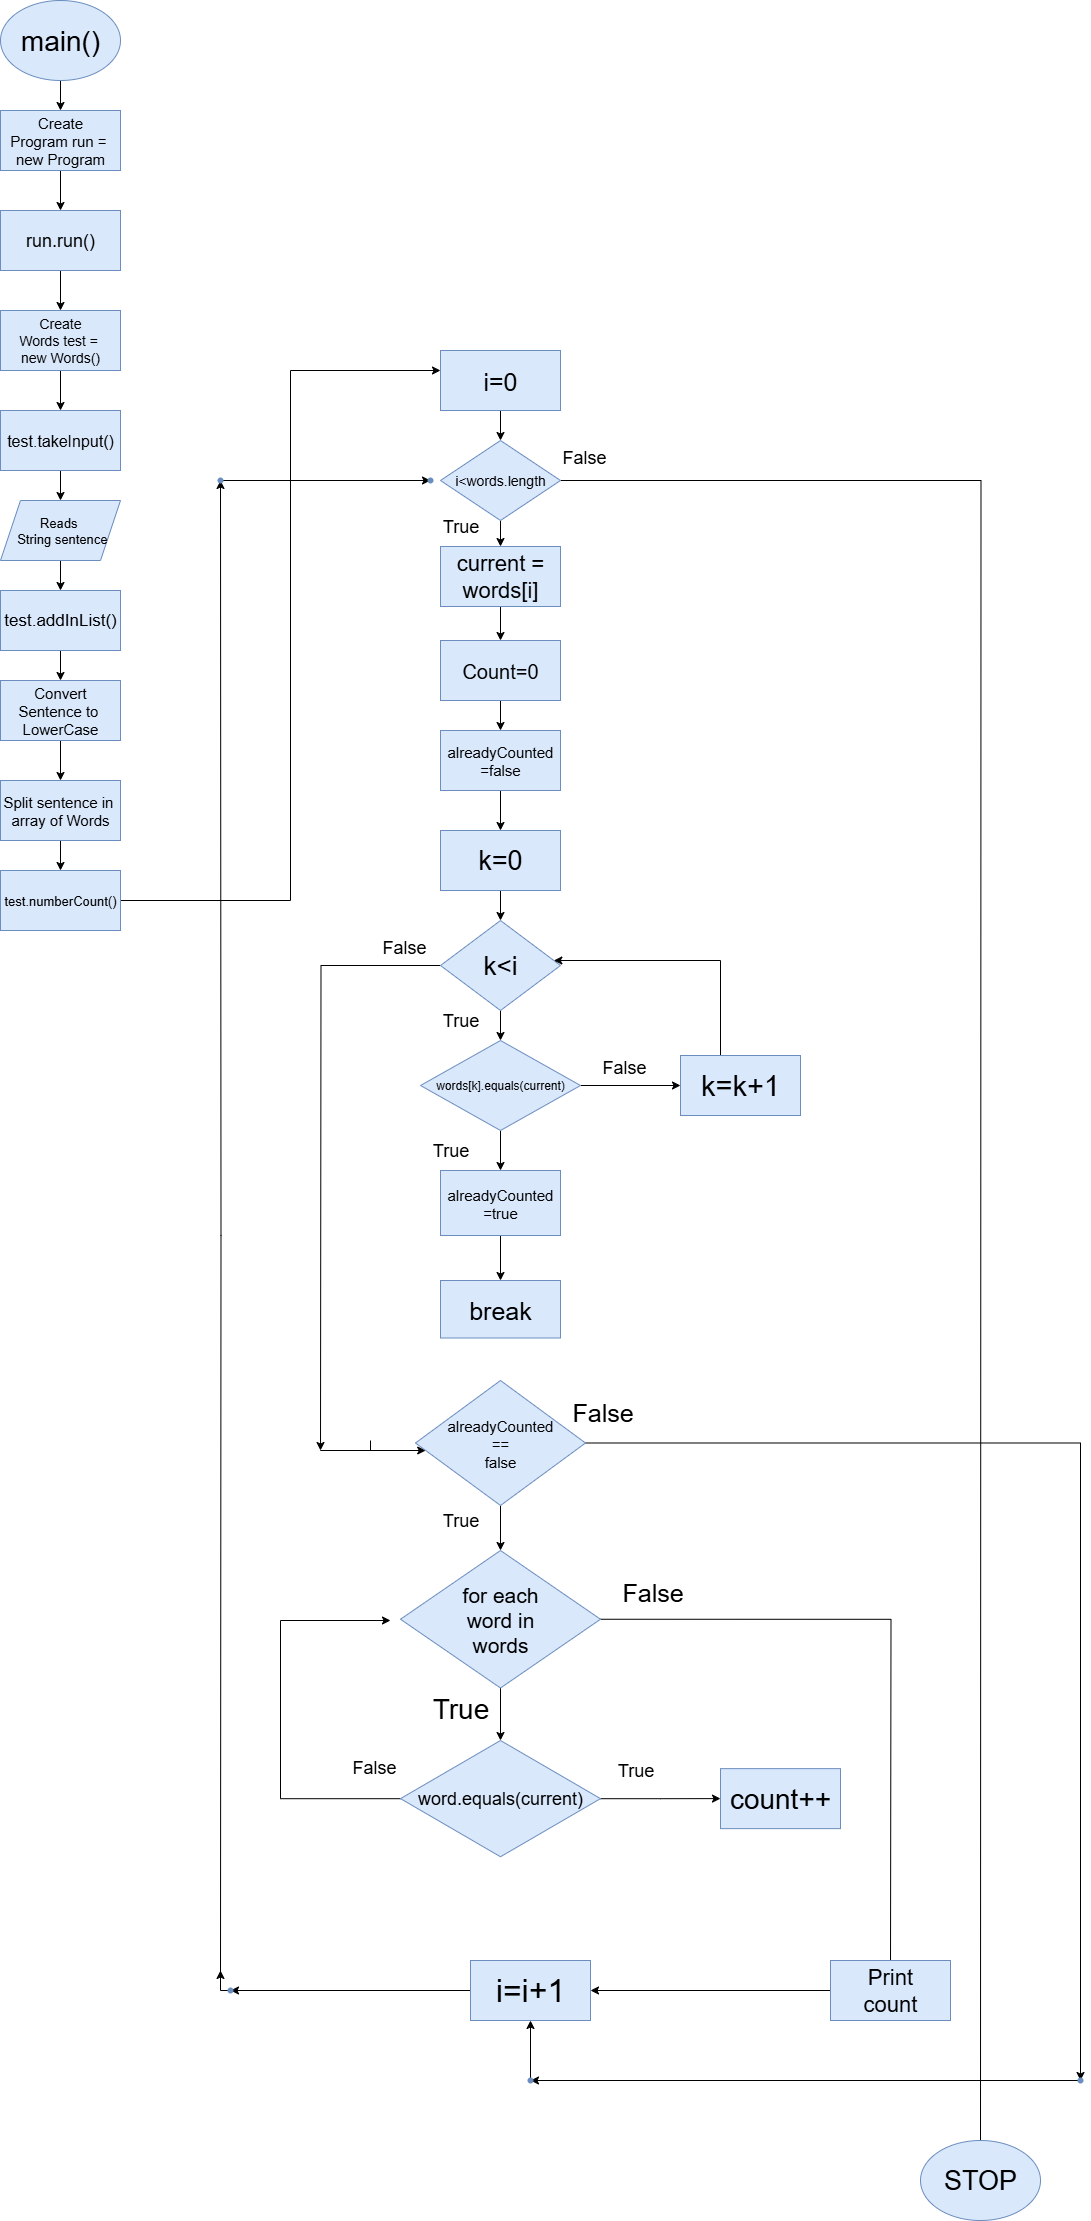 main()
Create
Program run =
new Program
run.run()
Create
Words test =
new Words()
test.takeInput()
Reads
String sentence
test.addInList()
Convert
Sentence to
LowerCase
Split sentence in
array of Words
test.numberCount()
i=0
i<words.length
False
True
current =
words[i]
Count=0
alreadyCounted
=false
k=0
k<i
False
True
words[k].equals(current)
False
k=k+1
True
alreadyCounted
=true
break
alreadyCounted
==
false
False
True
for each
word in
words
False
True
word.equals(current)
False
True
count++
Print
count
i=i+1
STOP